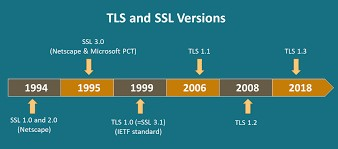 TLS and SSL Versions
SSL 3.0
(Netscape & Microsoft PCT)
TLS 1.1
TLS 1.3
1994
1995
1999
2006
2008
2018
SSL 1.0 and 2.0
(Netscape)
TLS 1.0 (=SSL 3.1)
(IETF standard)
TLS 1.2